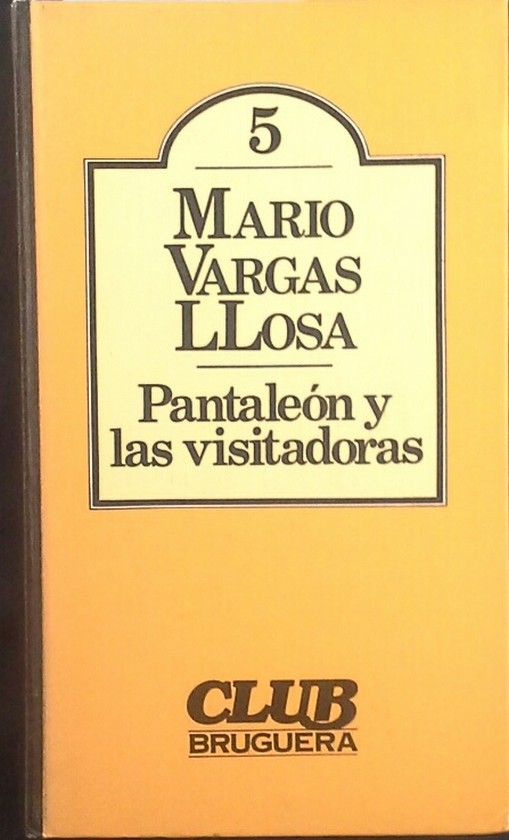 5
MARIO
VARGAS
LLOSA
Pantaleón y
las visitadoras
CLUB
BRUGUERA